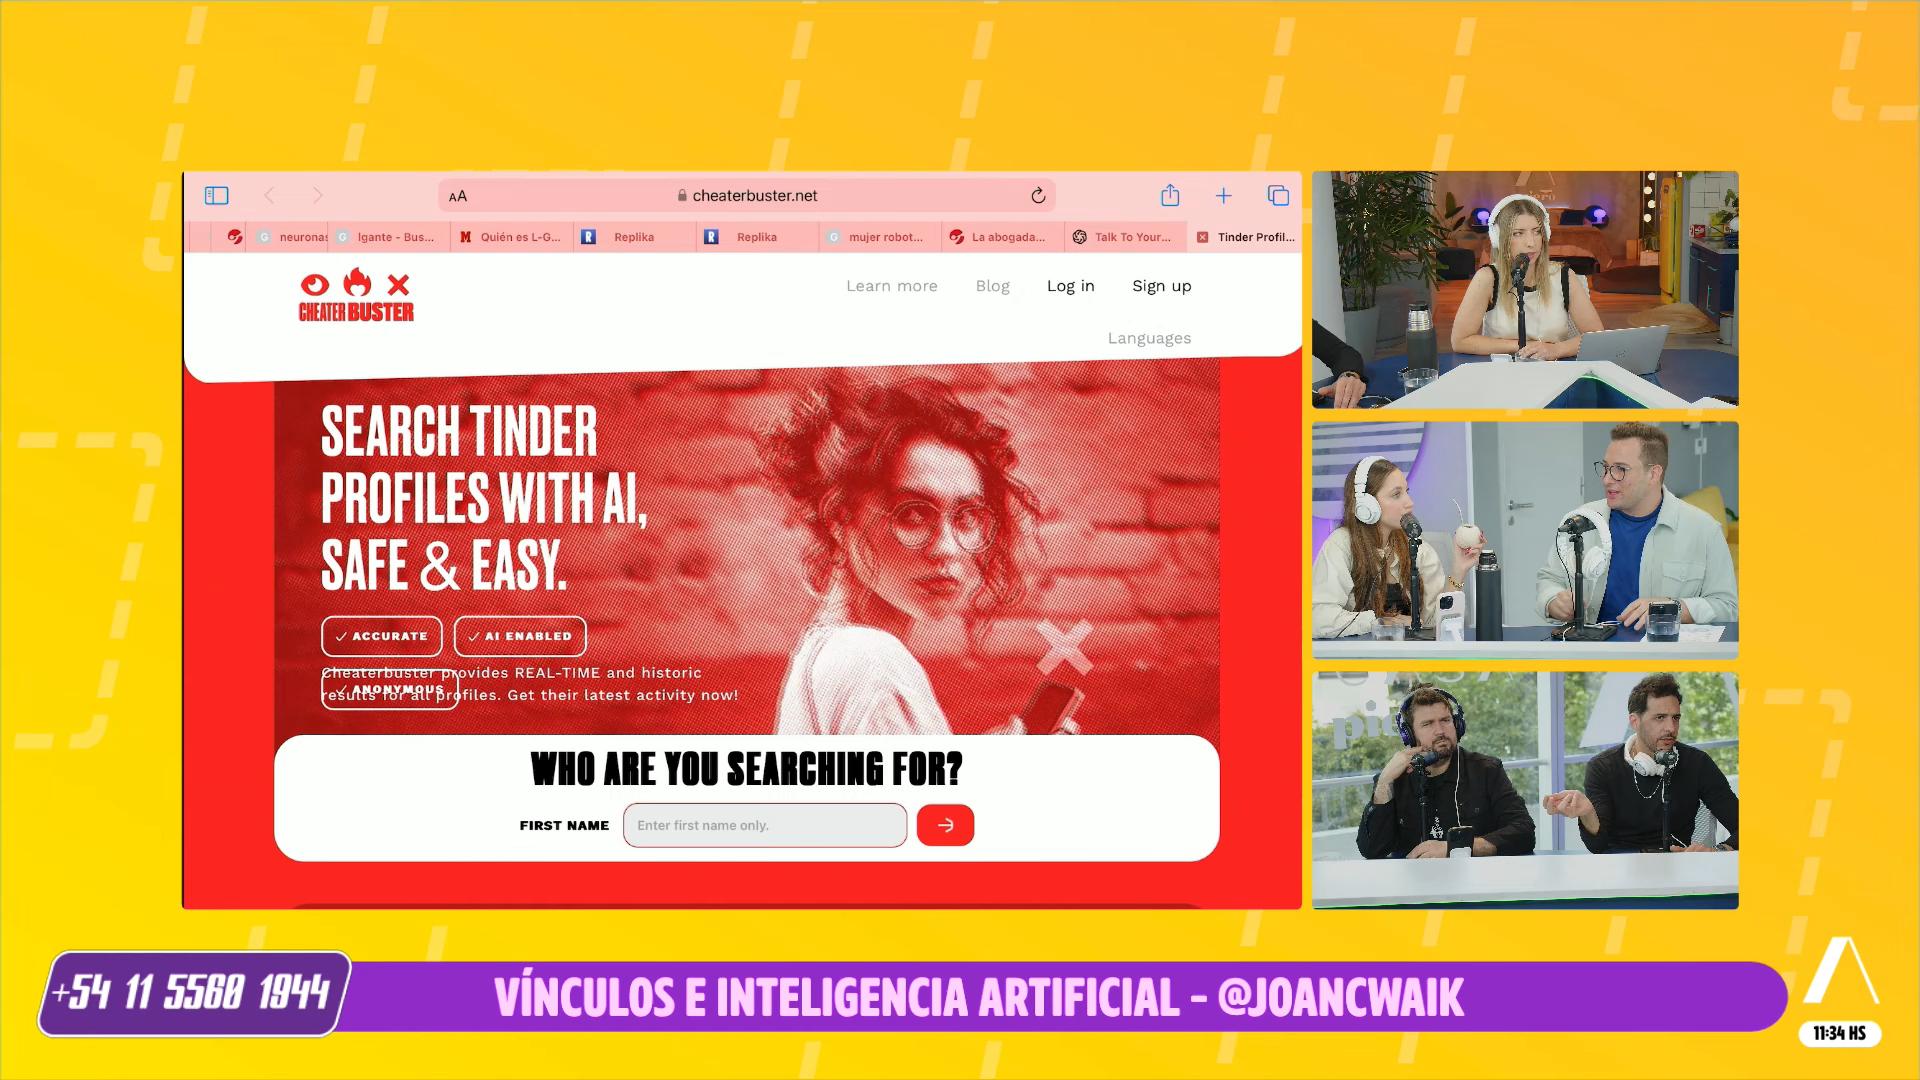 AA
cheaterbuster.net
neuronas
lgante - Bus...
Quién es L-G...
Replika
Replika
mujer robot...
La abogada...
Talk To Your...
Tinder Profil...
CHEATER BUSTER
Learn more
Blog
Log in
Sign up
Languages
SEARCH TINDER
PROFILES WITH AI,
SAFE & EASY.
✓ ACCURATE
✓ AI ENABLED
✓ ANONYMOUS
Cheaterbuster provides REAL-TIME and historic
results for all profiles. Get their latest activity now!
WHO ARE YOU SEARCHING FOR?
FIRST NAME
Enter first name only.
+54 11 5560 1944
VÍNCULOS E INTELIGENCIA ARTIFICIAL - @JOANCWAIK
11:34 HS